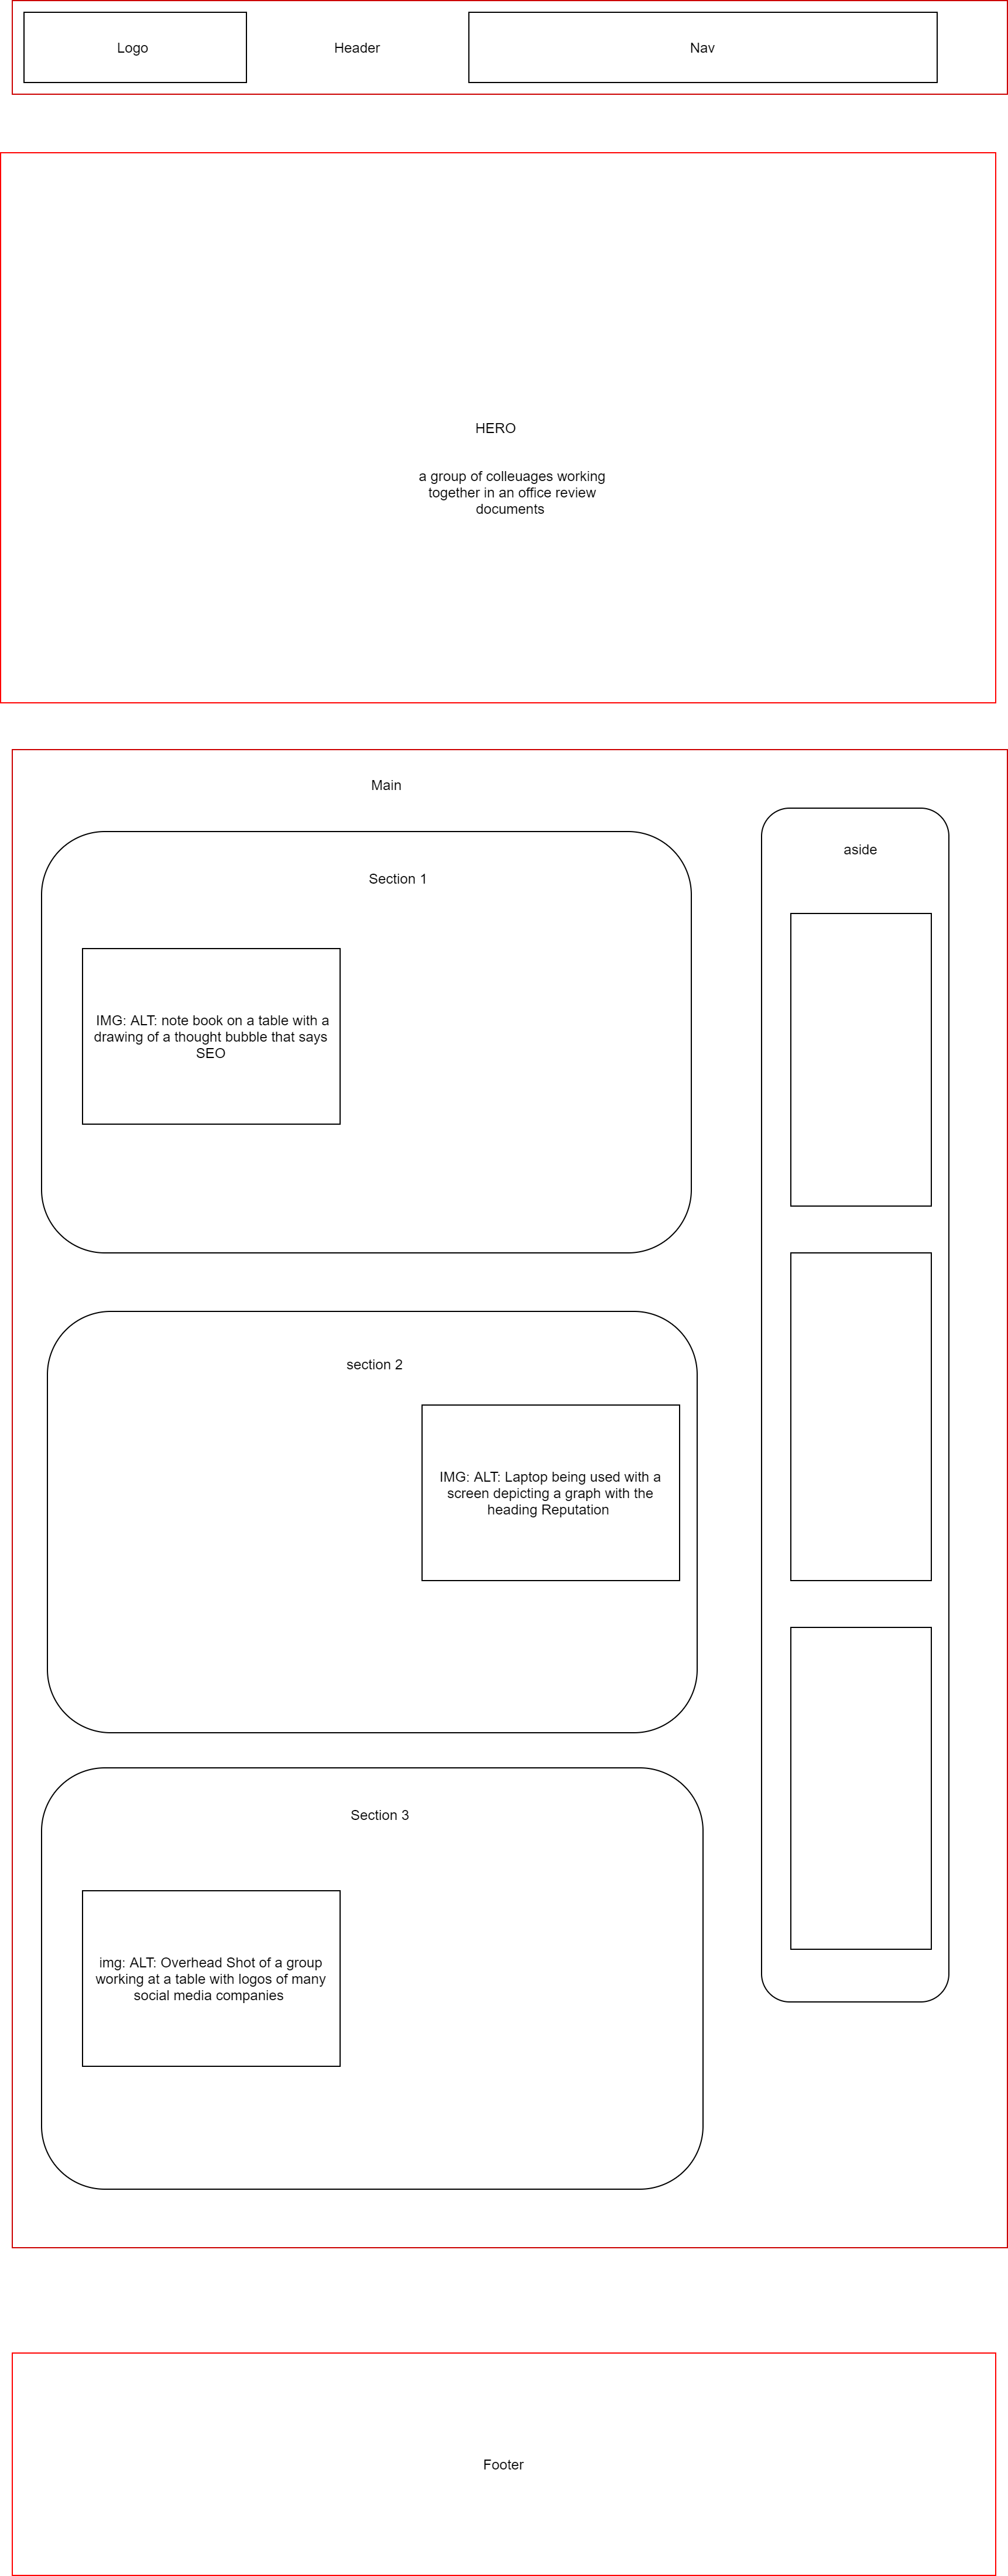 Logo
Header
Nav
HERO
a group of colleuages working
together in an office review
documents
Main
aside
Section 1
IMG: ALT: note book on a table with a
drawing of a thought bubble that says
SEO
section 2
IMG: ALT: Laptop being used with a
screen depicting a graph with the
heading Reputation
Section 3
img: ALT: Overhead Shot of a group
working at a table with logos of many
social media companies
Footer